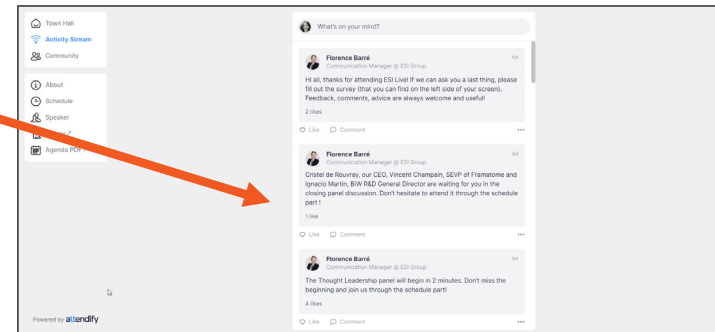 Town Hall
Activity Stream
Community
About
Schedule
Speaker
Agenda PDF
Powered by attendify
What's on your mind?
Florence Barré
Communication Manager @ ESI Group
Hi all, thanks for attending ESI Live! If we can ask you a last thing, please
fill out the survey (that you can find on the left side of your screen).
Feedback, comments, advice are always welcome and useful!
2 likes
Like Comment
Florence Barré
Communication Manager @ ESI Group
Cristel de Rouvray, our CEO, Vincent Champain, SEVP of Framatome and
Ignacio Martin, BIW R&D General Director are waiting for you in the
closing panel discussion. Don't hesitate to attend it through the schedule
part !
1 like
Like Comment
Florence Barré
Communication Manager @ ESI Group
The Thought Leadership panel will begin in 2 minutes. Don't miss the
beginning and join us through the schedule part!
4 likes
Like Comment